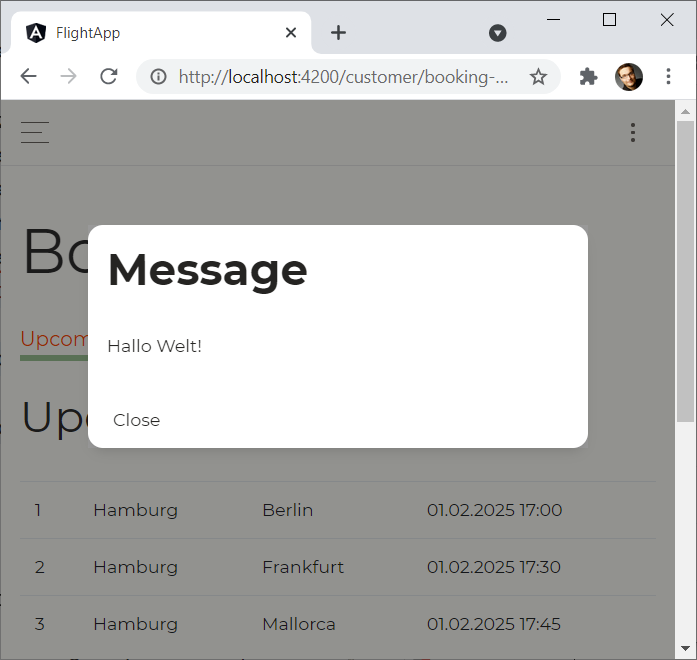 FlightApp
http://localhost:4200/customer/booking-...
Bo
Message
Upcom
Hallo Welt!
Upc
Close
1 Hamburg Berlin 01.02.2025 17:00
2 Hamburg Frankfurt 01.02.2025 17:30
3 Hamburg Mallorca 01.02.2025 17:45